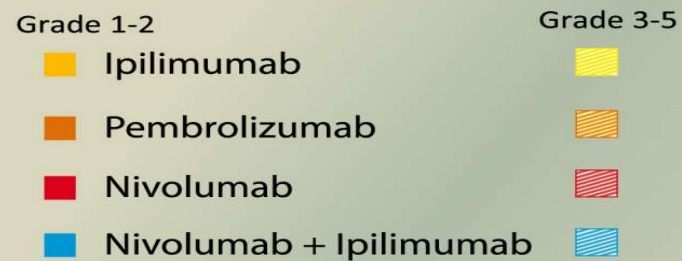 Grade 1-2 Grade 3-5
Ipilimumab
Pembrolizumab
Nivolumab
Nivolumab + Ipilimumab